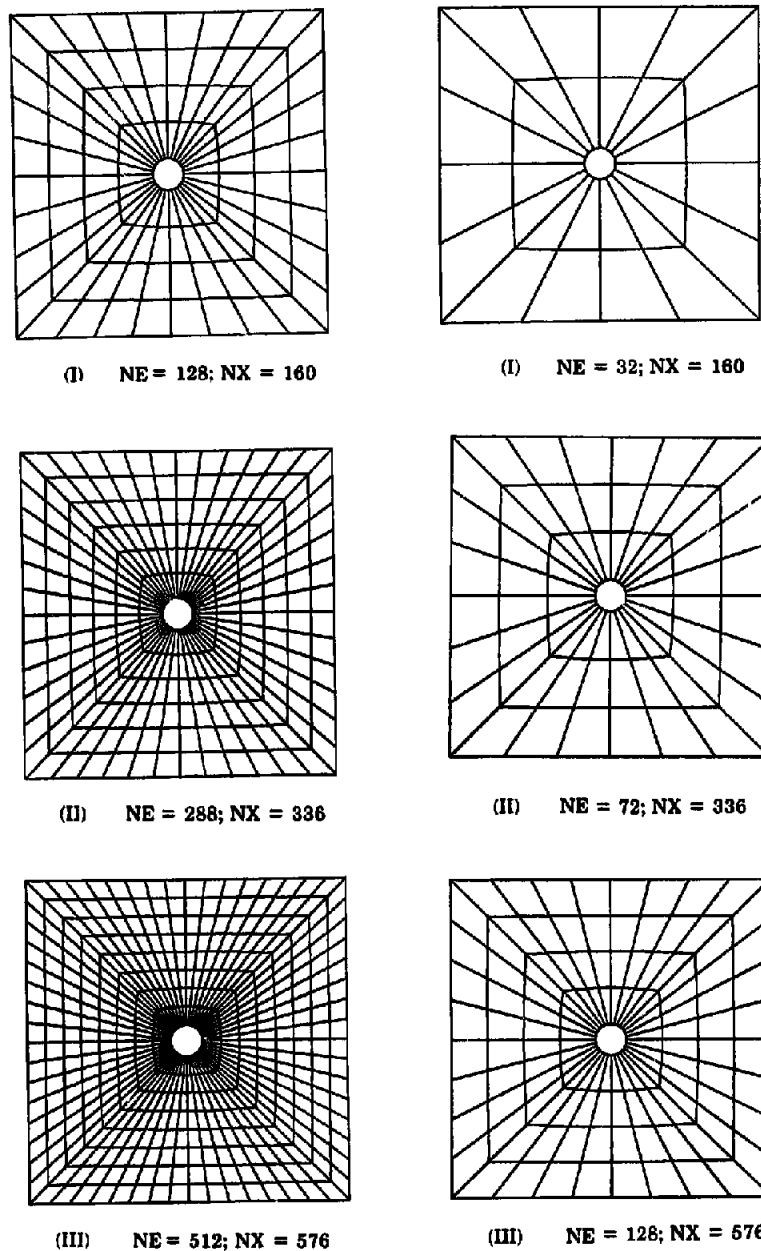 (I) NE = 128; NX = 160
(I) NE = 32; NX = 160
(II) NE = 288; NX = 336
(II) NE = 72; NX = 336
(III) NE = 512; NX = 576
(III) NE = 128; NX = 576